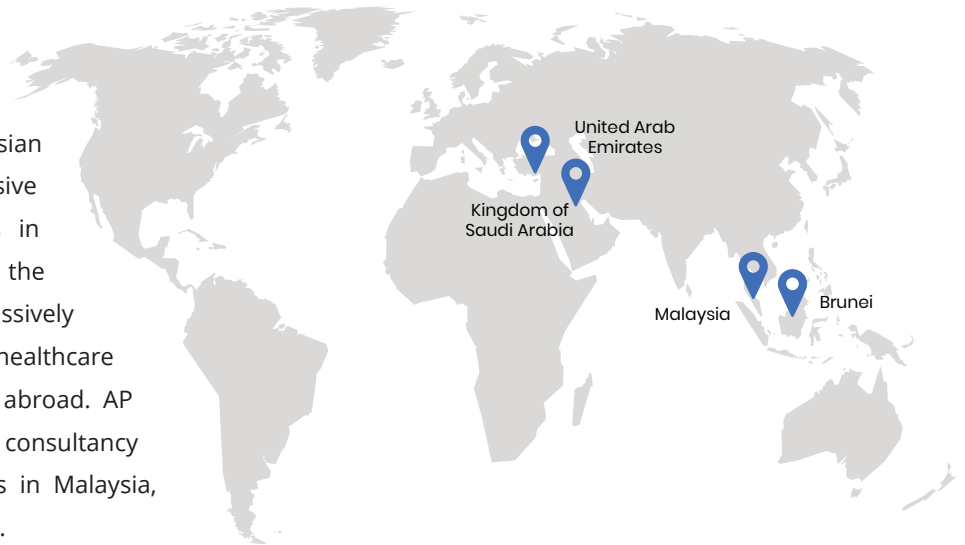 sian
sive
in
the
ssively
healthcare
abroad. AP
consultancy
s in Malaysia,
.
United Arab
Emirates
Kingdom of
Saudi Arabia
Malaysia
Brunei